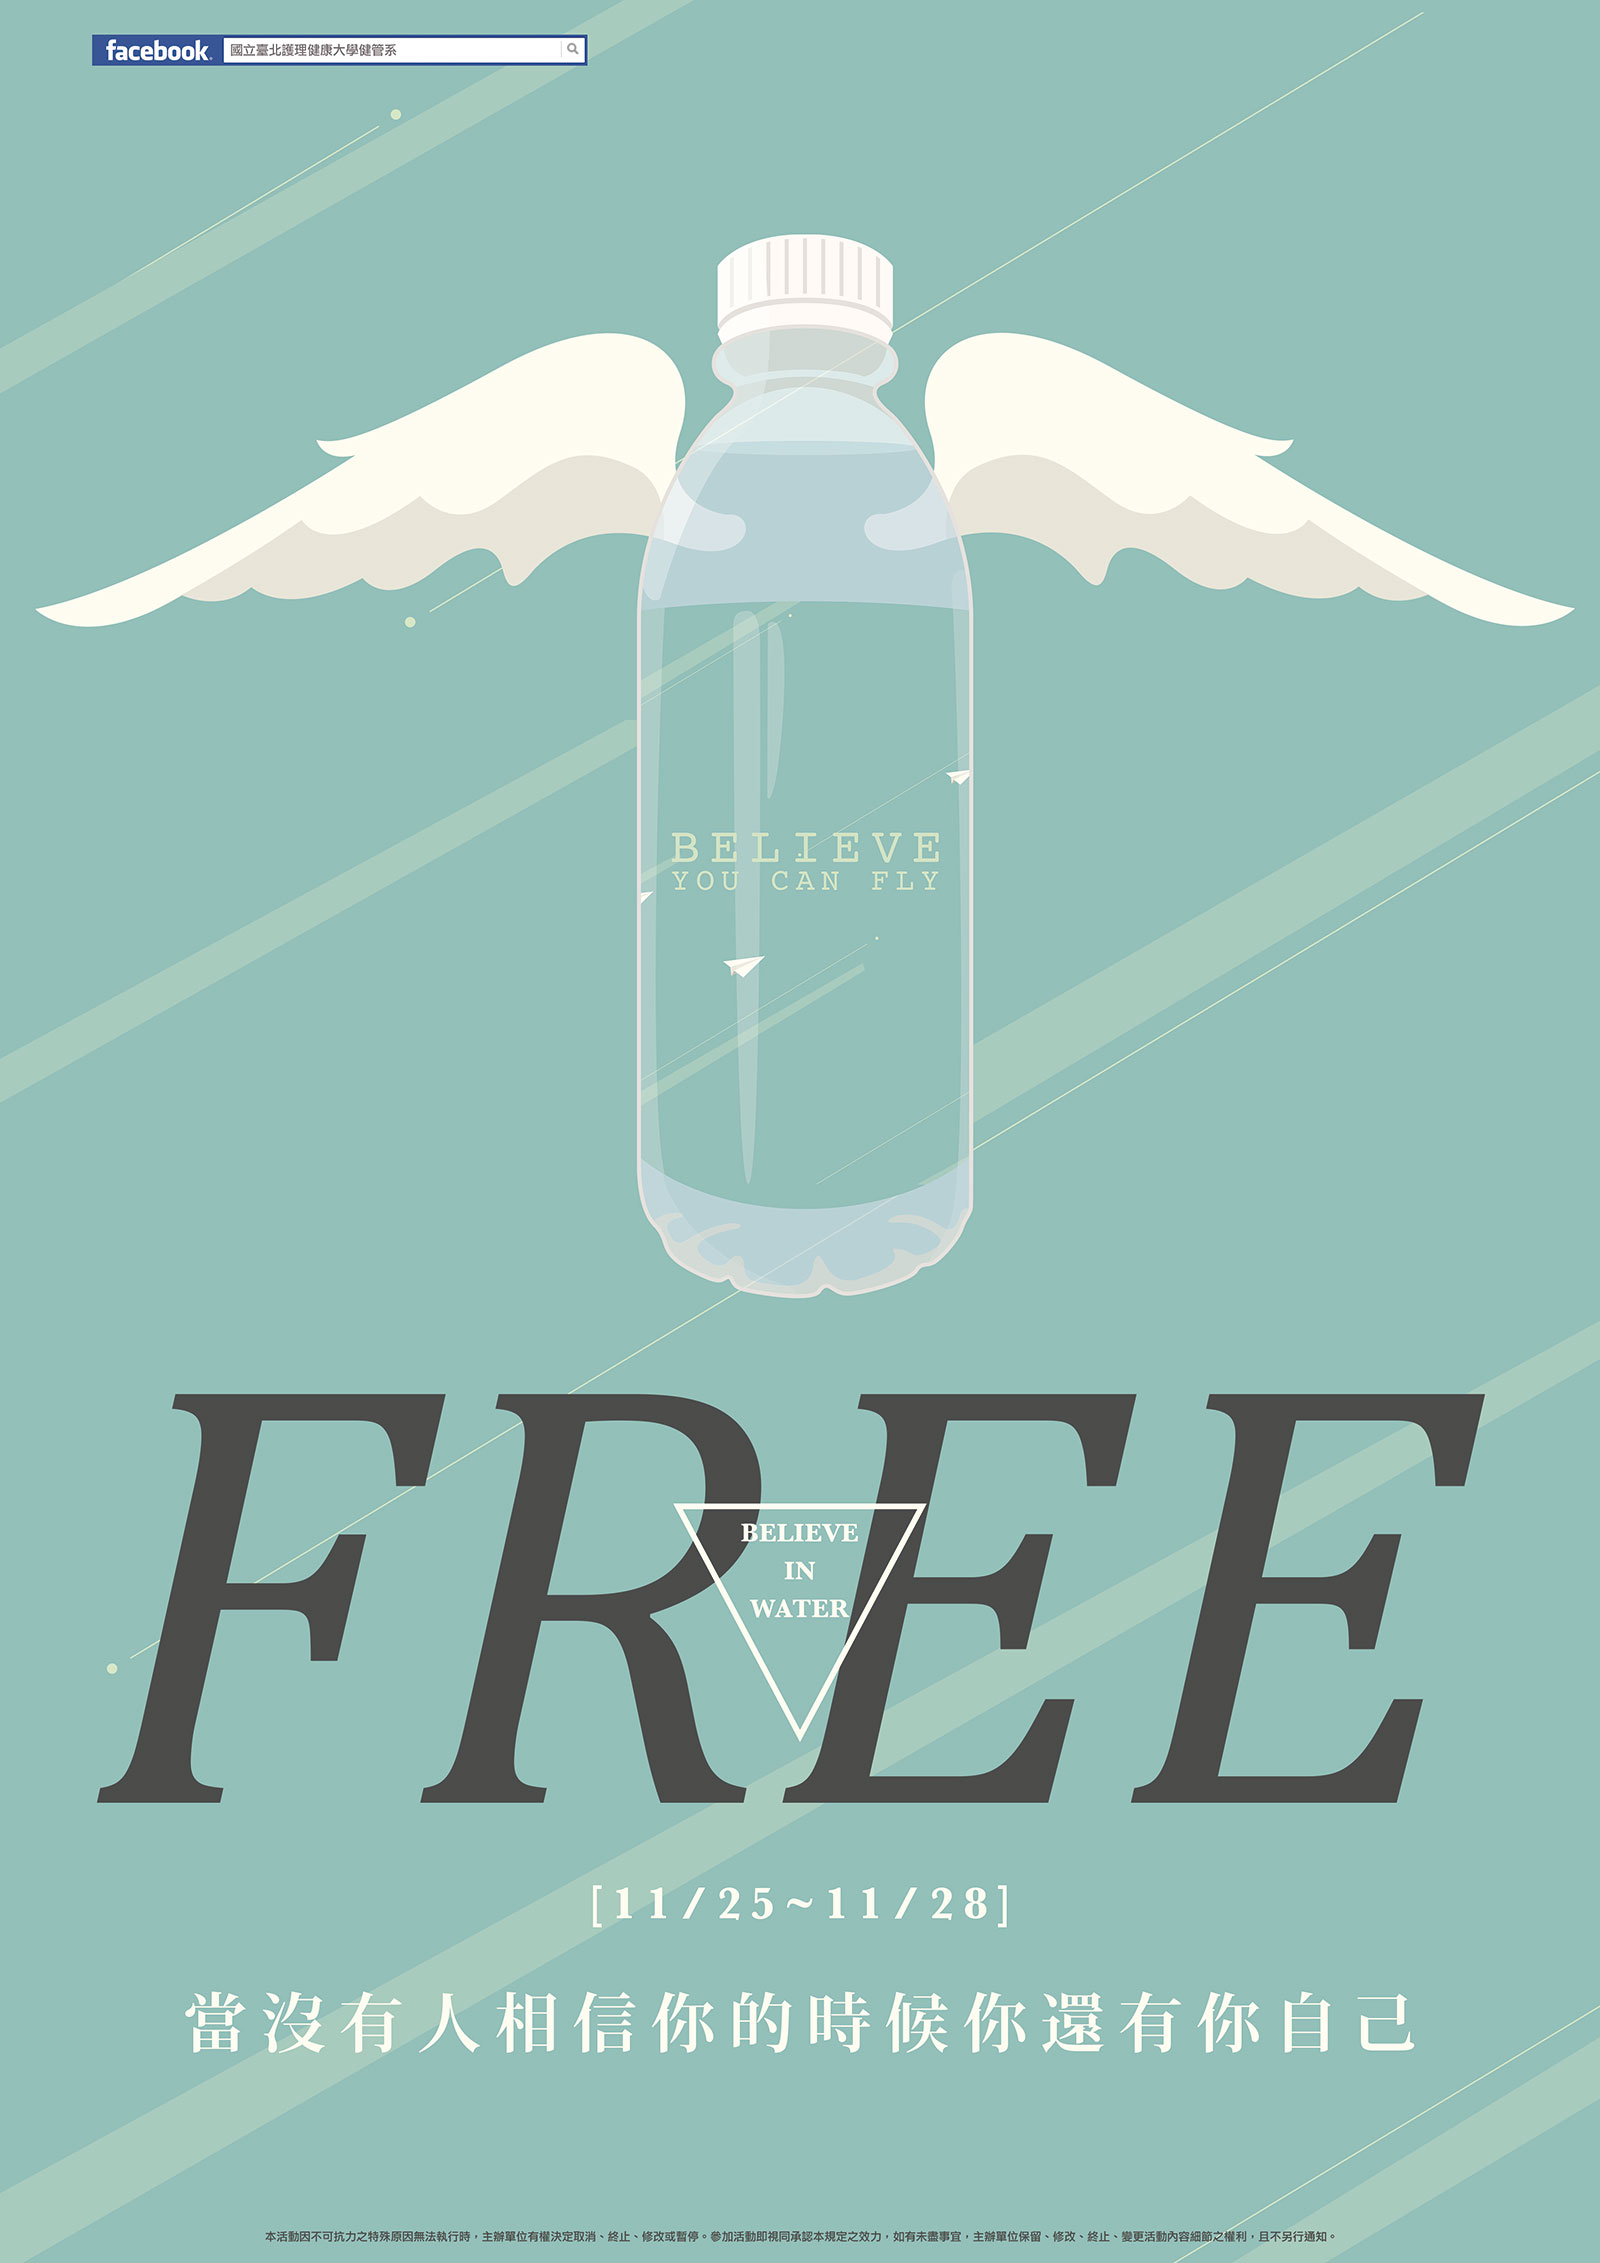 facebook
國立臺北護理健康大學健管系
BELIEVE
YOU CAN FLY
FREE
BELIEVE
IN
WATER
[11/25~11/28]
當沒有人相信你的時候你還有你自己
本活動因不可抗力之特殊原因無法執行時，主辦單位有權決定取消、終止、修改或暫停。參加活動即視同承認本規定之效力，如有未盡事宜，主辦單位保留、修改、終止、變更活動內容細節之權利，且不另行通知。